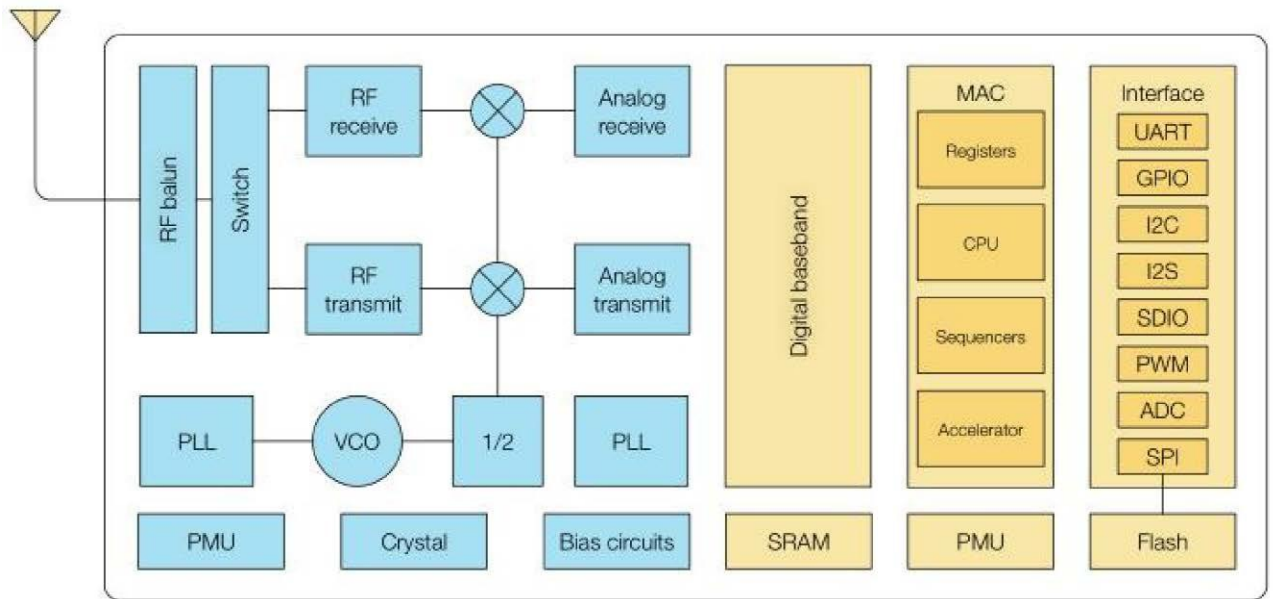 RF balun
Switch
RF
receive
Analog
receive
RF
transmit
Analog
transmit
PLL
VCO
1/2
PLL
PMU
Crystal
Bias circuits
Digital baseband
SRAM
MAC
Registers
CPU
Sequencers
Accelerator
PMU
Interface
UART
GPIO
I2C
I2S
SDIO
PWM
ADC
SPI
Flash